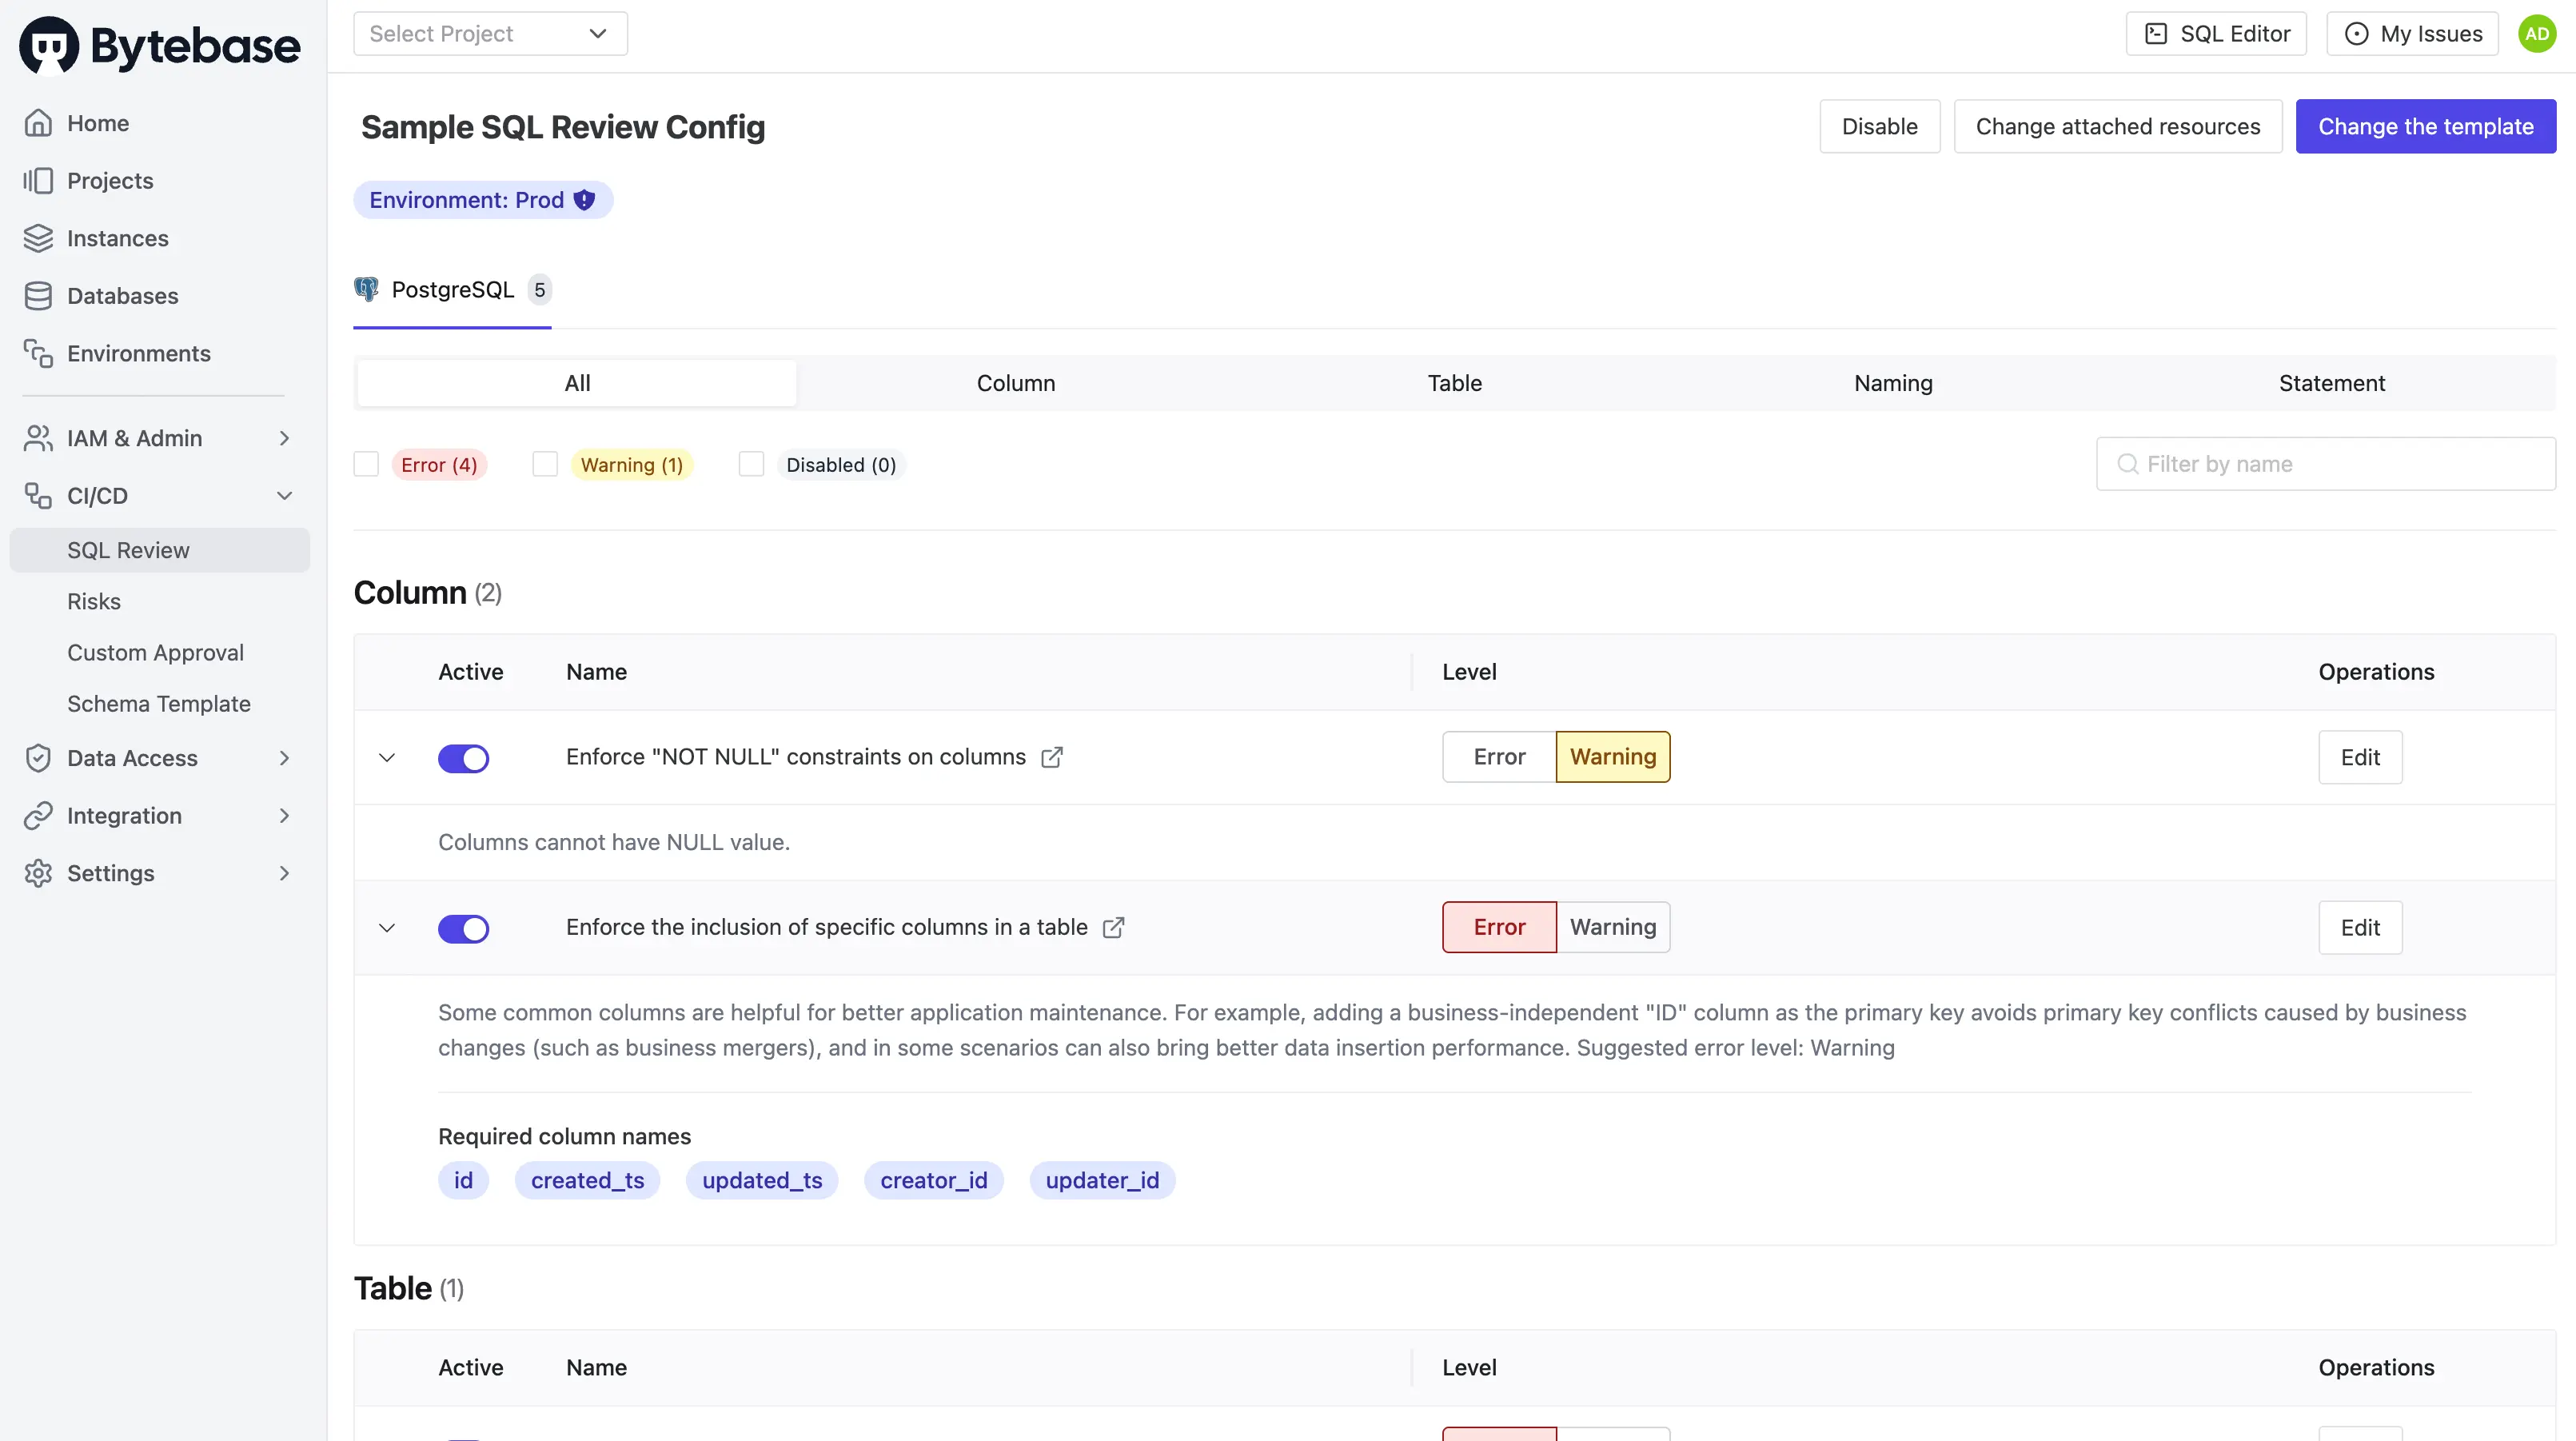 Bytebase
Select Project
SQL Editor
My Issues
AD
Home
Projects
Instances
Databases
Environments
IAM & Admin
CI/CD
SQL Review
Risks
Custom Approval
Schema Template
Data Access
Integration
Settings
Sample SQL Review Config
Disable
Change attached resources
Change the template
Environment: Prod
PostgreSQL 5
All
Column
Table
Naming
Statement
Error (4)
Warning (1)
Disabled (0)
Filter by name
Column (2)
Active Name Level Operations
Enforce "NOT NULL" constraints on columns Error Warning Edit
Columns cannot have NULL value.
Enforce the inclusion of specific columns in a table Error Warning Edit
Some common columns are helpful for better application maintenance. For example, adding a business-independent "ID" column as the primary key avoids primary key conflicts caused by business
changes (such as business mergers), and in some scenarios can also bring better data insertion performance. Suggested error level: Warning
Required column names
id created_ts updated_ts creator_id updater_id
Table (1)
Active Name Level Operations